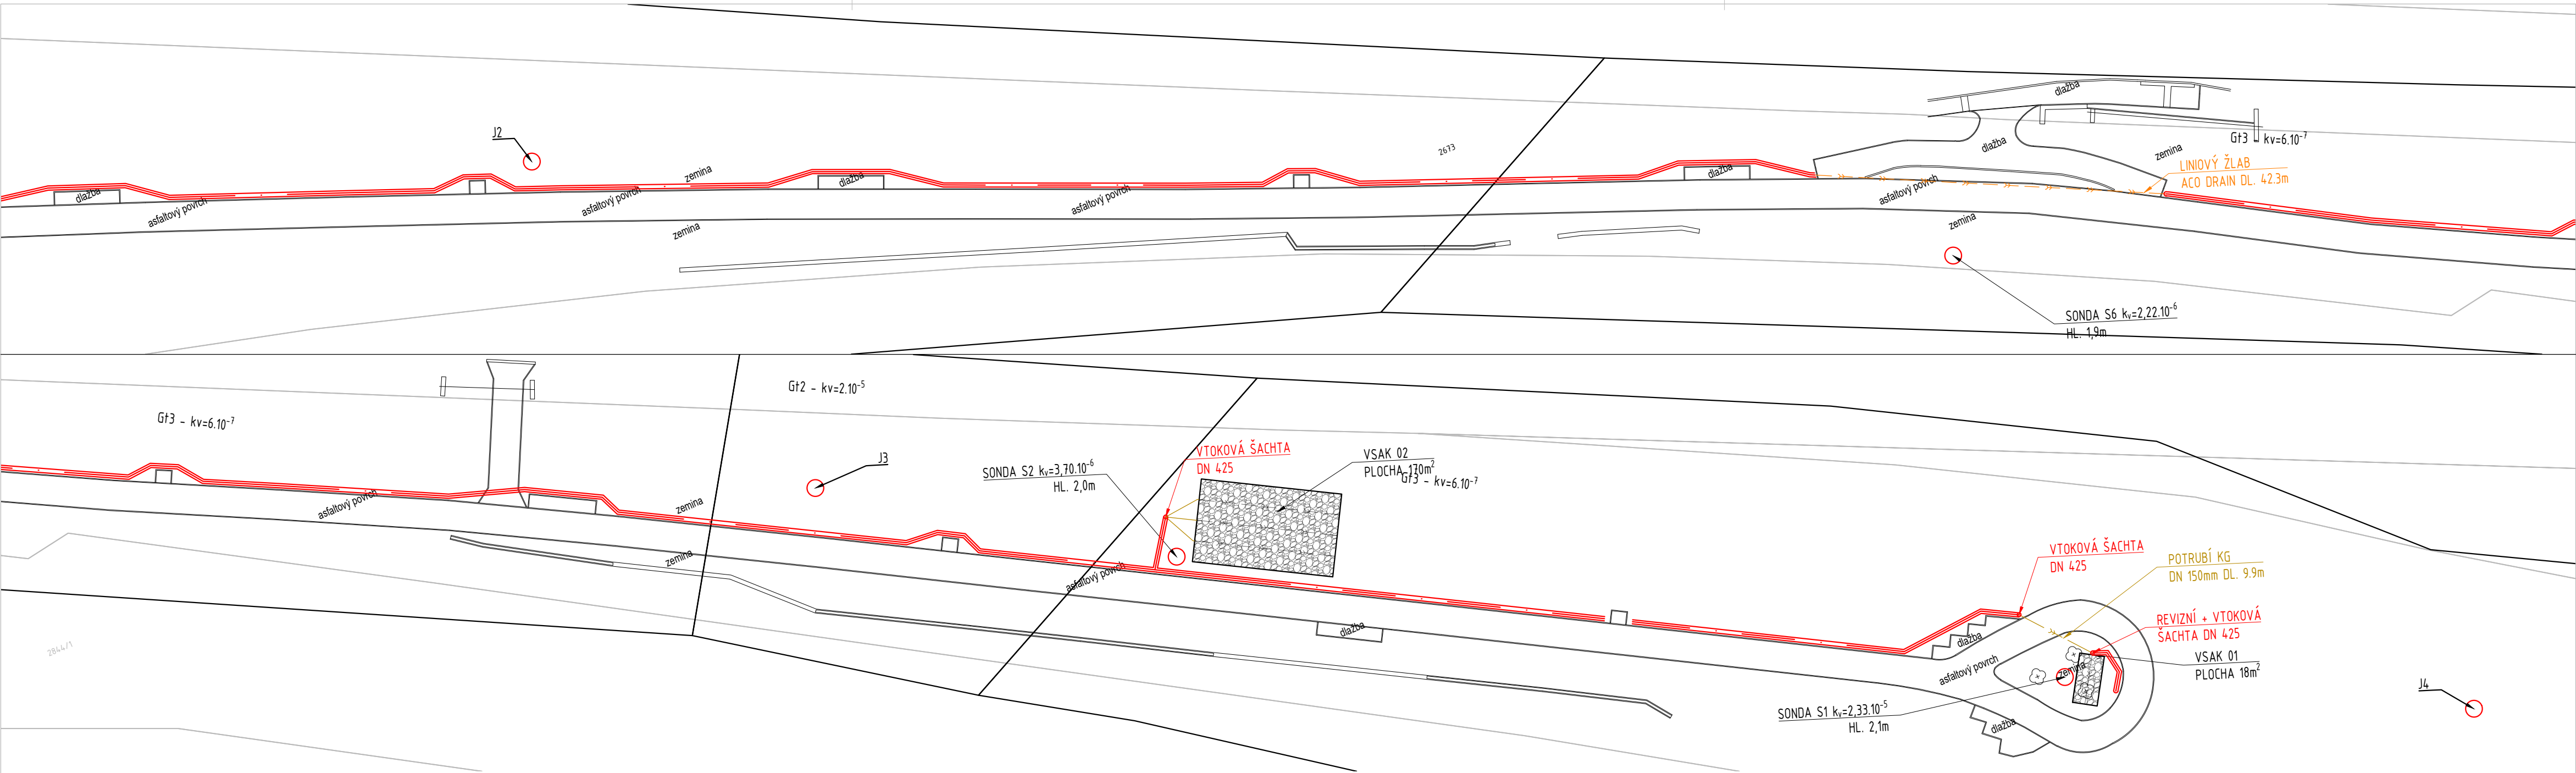 J2
2673
dlažba
dlažba
Gt3 - kv=6.10⁻⁷
zemina
zemina
LINIOVÝ ŽLAB
ACO DRAIN DL. 42.3m
dlažba
dlažba
dlažba
asfaltový povrch
asfaltový povrch
asfaltový povrch
asfaltový povrch
zemina
zemina
SONDA S6 kᵥ=2,22.10⁻⁶
HL. 1,9m
Gt3 - kv=6.10⁻⁷
Gt2 - kv=2.10⁻⁵
J3
SONDA S2 kᵥ=3,70.10⁻⁶
HL. 2,0m
VTOKOVÁ ŠACHTA
DN 425
VSAK 02
PLOCHA 170m²
Gt3 - kv=6.10⁻⁷
asfaltový povrch
zemina
zemina
asfaltový povrch
dlažba
VTOKOVÁ ŠACHTA
DN 425
POTRUBÍ KG
DN 150mm DL. 9.9m
REVIZNÍ + VTOKOVÁ
ŠACHTA DN 425
VSAK 01
PLOCHA 18m²
dlažba
asfaltový povrch
zemina
dlažba
SONDA S1 kᵥ=2,33.10⁻⁵
HL. 2,1m
J4
2844/1